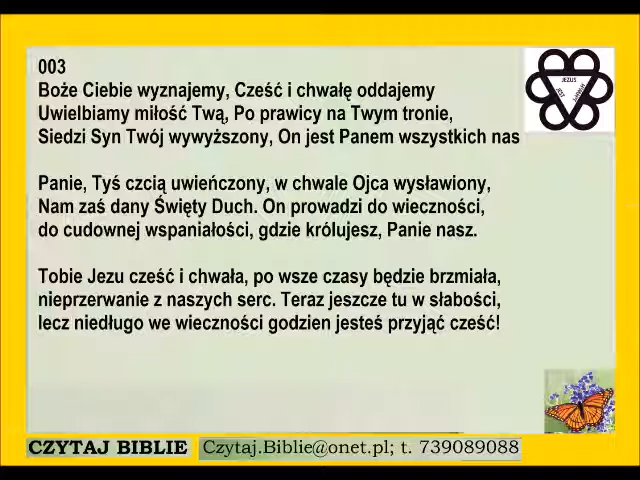 003
Boże Ciebie wyznajemy, Cześć i chwałę oddajemy
Uwielbiamy miłość Twą, Po prawicy na Twym tronie,
Siedzi Syn Twój wywyższony, On jest Panem wszystkich nas
Panie, Tyś czcią uwieńczony, w chwale Ojca wysławiony,
Nam zaś dany Święty Duch. On prowadzi do wieczności,
do cudownej wspaniałości, gdzie królujesz, Panie nasz.
Tobie Jezu cześć i chwała, po wsze czasy będzie brzmiała,
nieprzerwanie z naszych serc. Teraz jeszcze tu w słabości,
lecz niedługo we wieczności godzien jesteś przyjąć cześć!
JEZUS
JEST
CZYTAJ BIBLIE Czytaj.Biblie@onet.pl; t. 739089088